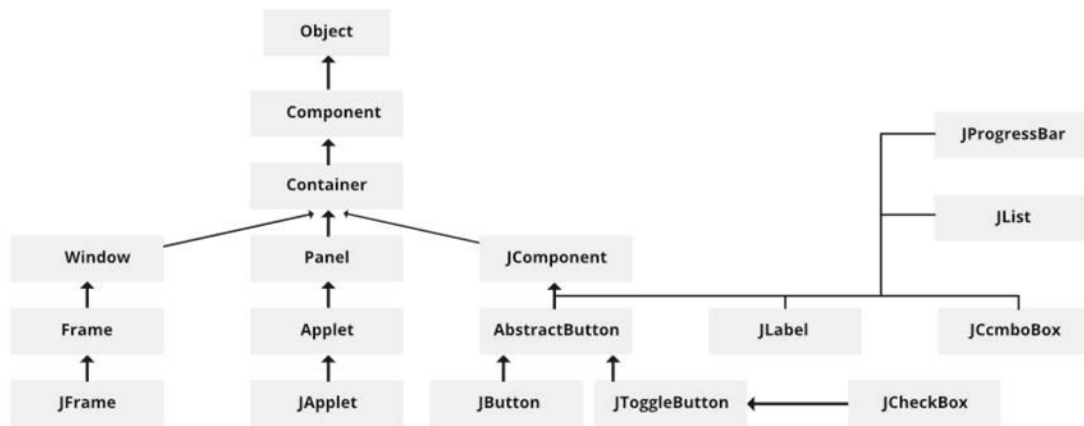 Object
Component
Container
JProgressBar
JList
Window
Panel
JComponent
Frame
Applet
AbstractButton
JLabel
JCcmboBox
JFrame
JApplet
JButton
JToggleButton
JCheckBox